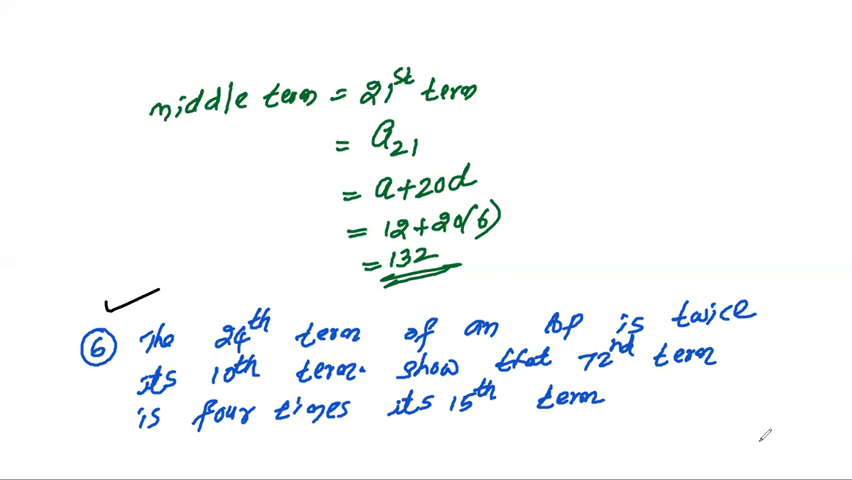 middle term = 21st term
= a21
= a+20d
= 12+20(6)
= 132
6 The 24th term of an AP is twice
its 10th term. show that 72nd term
is four times its 15th term